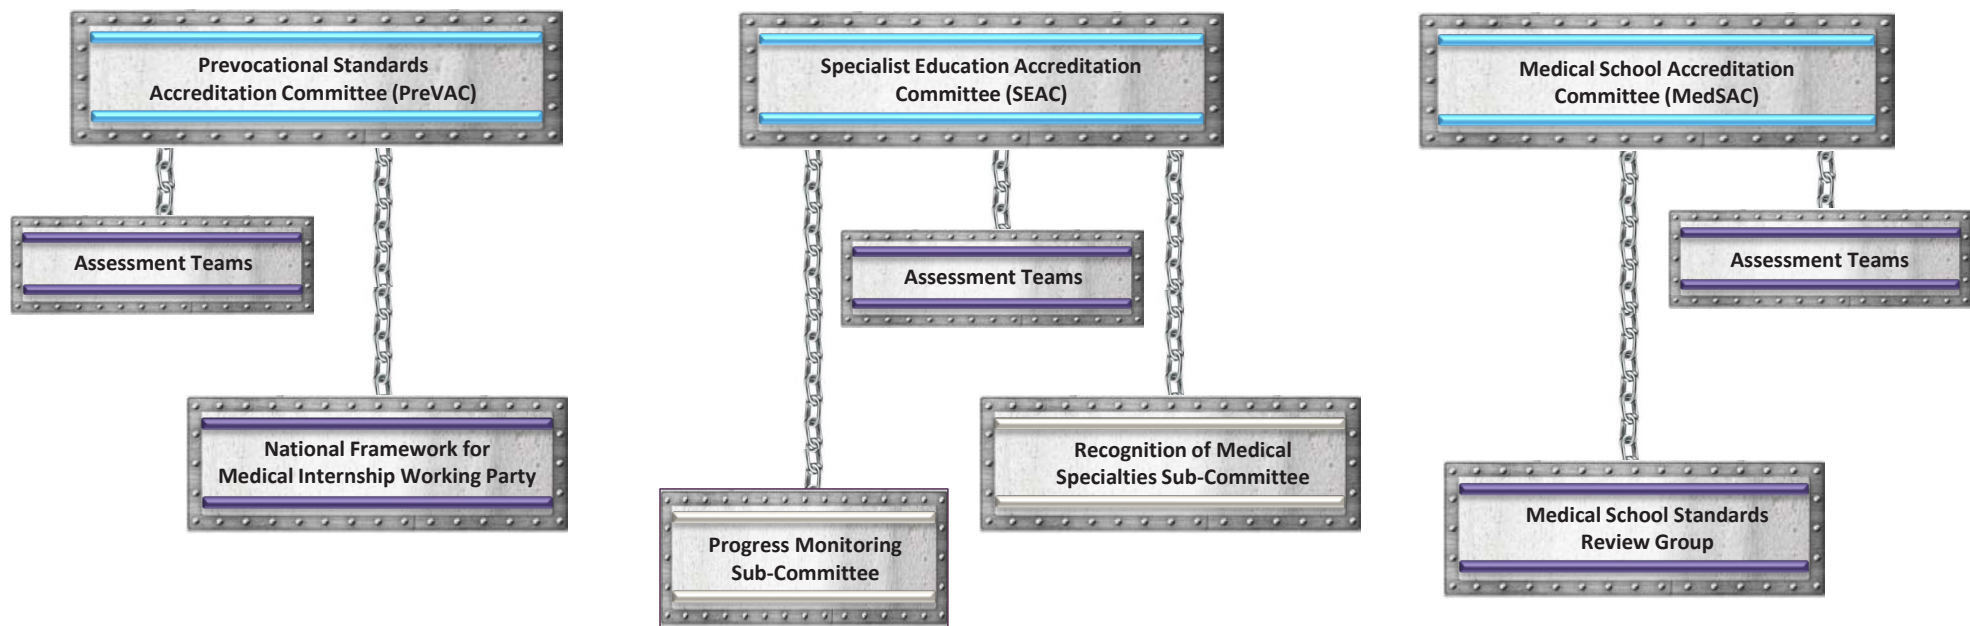 Prevocational Standards
Accreditation Committee (PreVAC)
Specialist Education Accreditation
Committee (SEAC)
Medical School Accreditation
Committee (MedSAC)
Assessment Teams
Assessment Teams
Assessment Teams
National Framework for
Medical Internship Working Party
Recognition of Medical
Specialties Sub-Committee
Progress Monitoring
Sub-Committee
Medical School Standards
Review Group